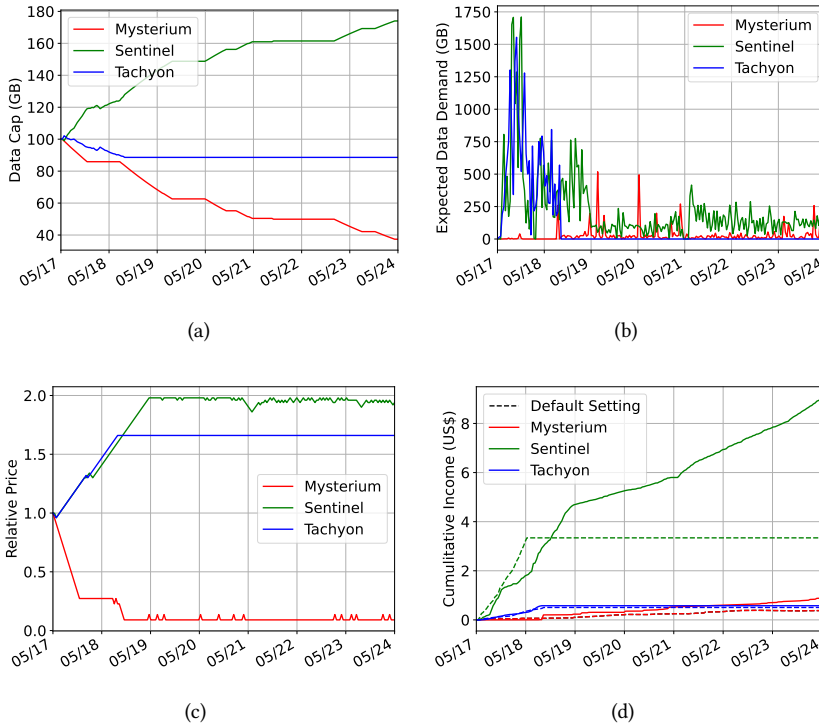 180
160
140
120
100
80
60
40
Data Cap (GB)
Mysterium
Sentinel
Tachyon
05/17
05/18
05/19
05/20
05/21
05/22
05/23
05/24
(a)
1750
1500
1250
1000
750
500
250
0
Expected Data Demand (GB)
Mysterium
Sentinel
Tachyon
05/17
05/18
05/19
05/20
05/21
05/22
05/23
05/24
(b)
2.0
1.5
1.0
0.5
0.0
Relative Price
Mysterium
Sentinel
Tachyon
05/17
05/18
05/19
05/20
05/21
05/22
05/23
05/24
(c)
8
6
4
2
0
Cumulitative Income (US$)
Default Setting
Mysterium
Sentinel
Tachyon
05/17
05/18
05/19
05/20
05/21
05/22
05/23
05/24
(d)